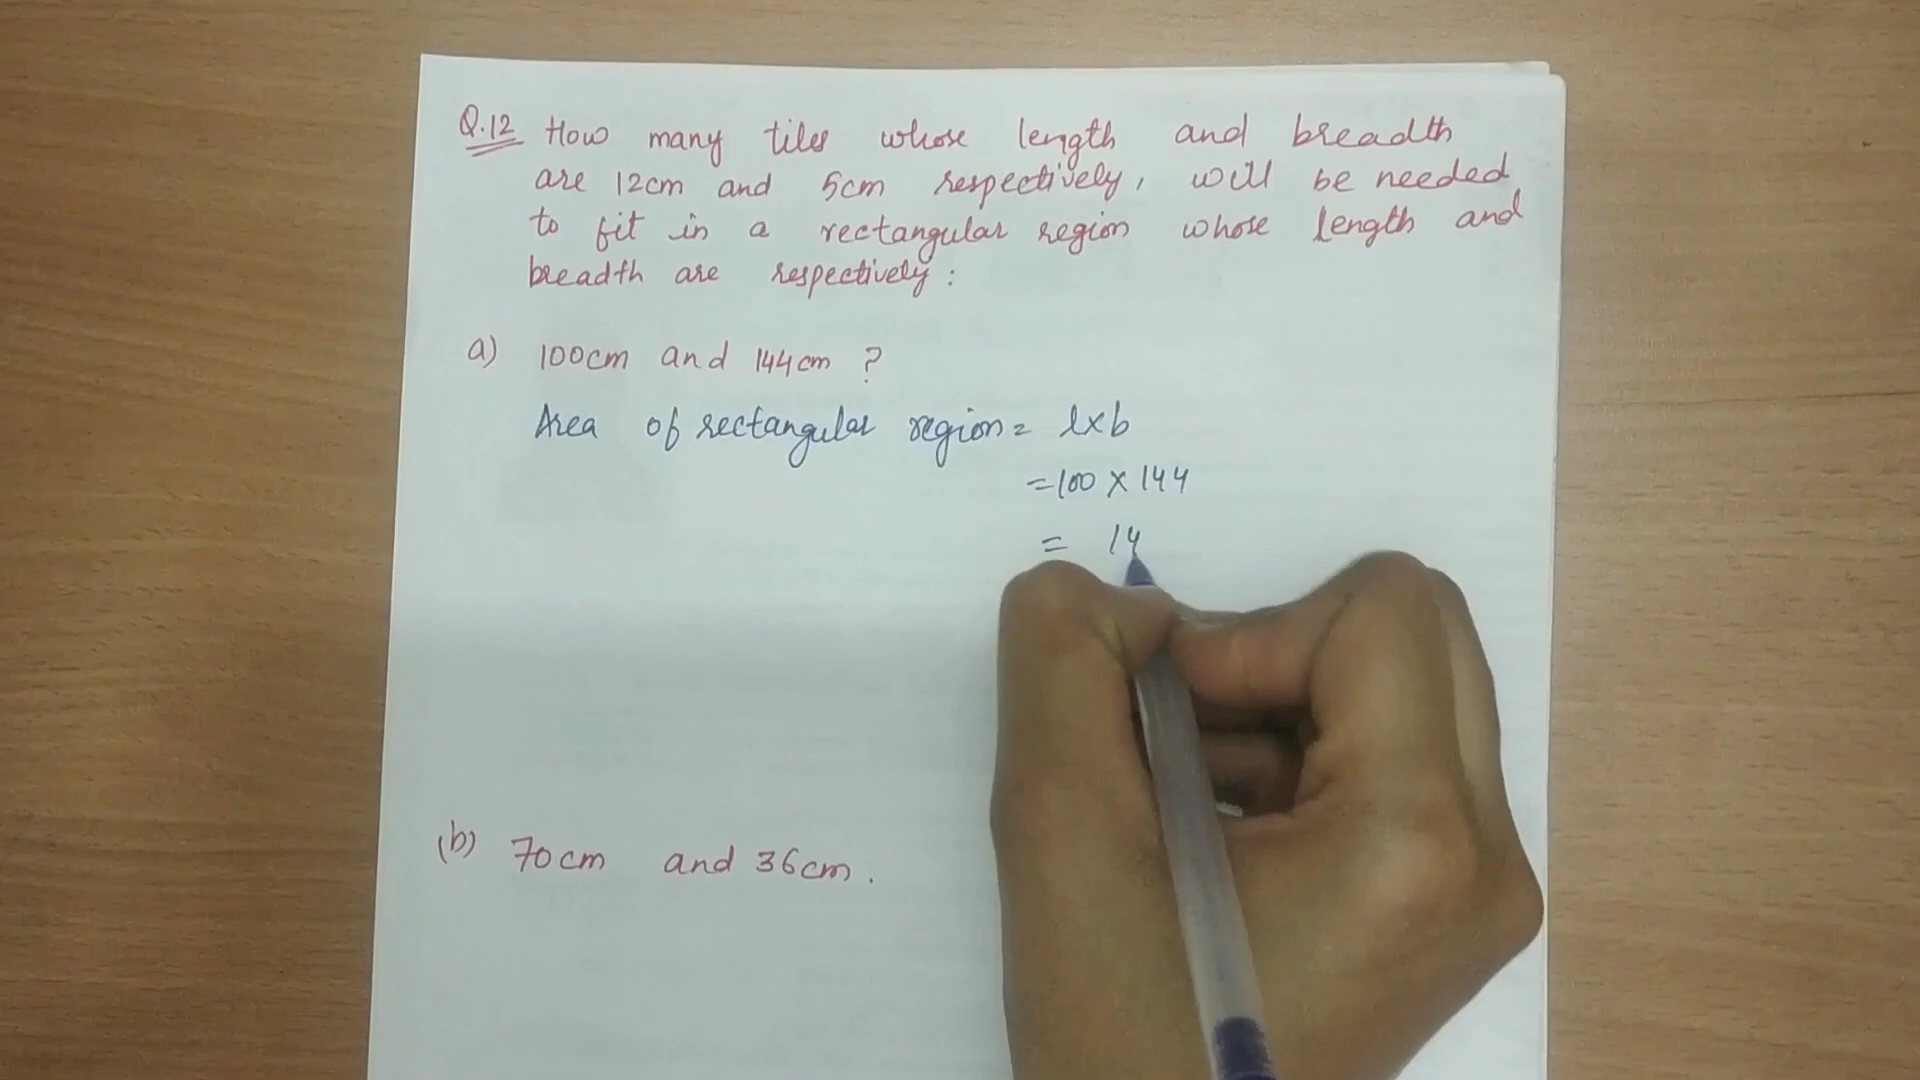 Q.12 How many tiles whose length and breadth
are 12cm and 5cm respectively, will be needed
to fit in a rectangular region whose length and
breadth are respectively:
a) 100cm and 144cm ?
Area of rectangular region = l×b
= 100 × 144
= 14
(b) 70cm and 36cm.